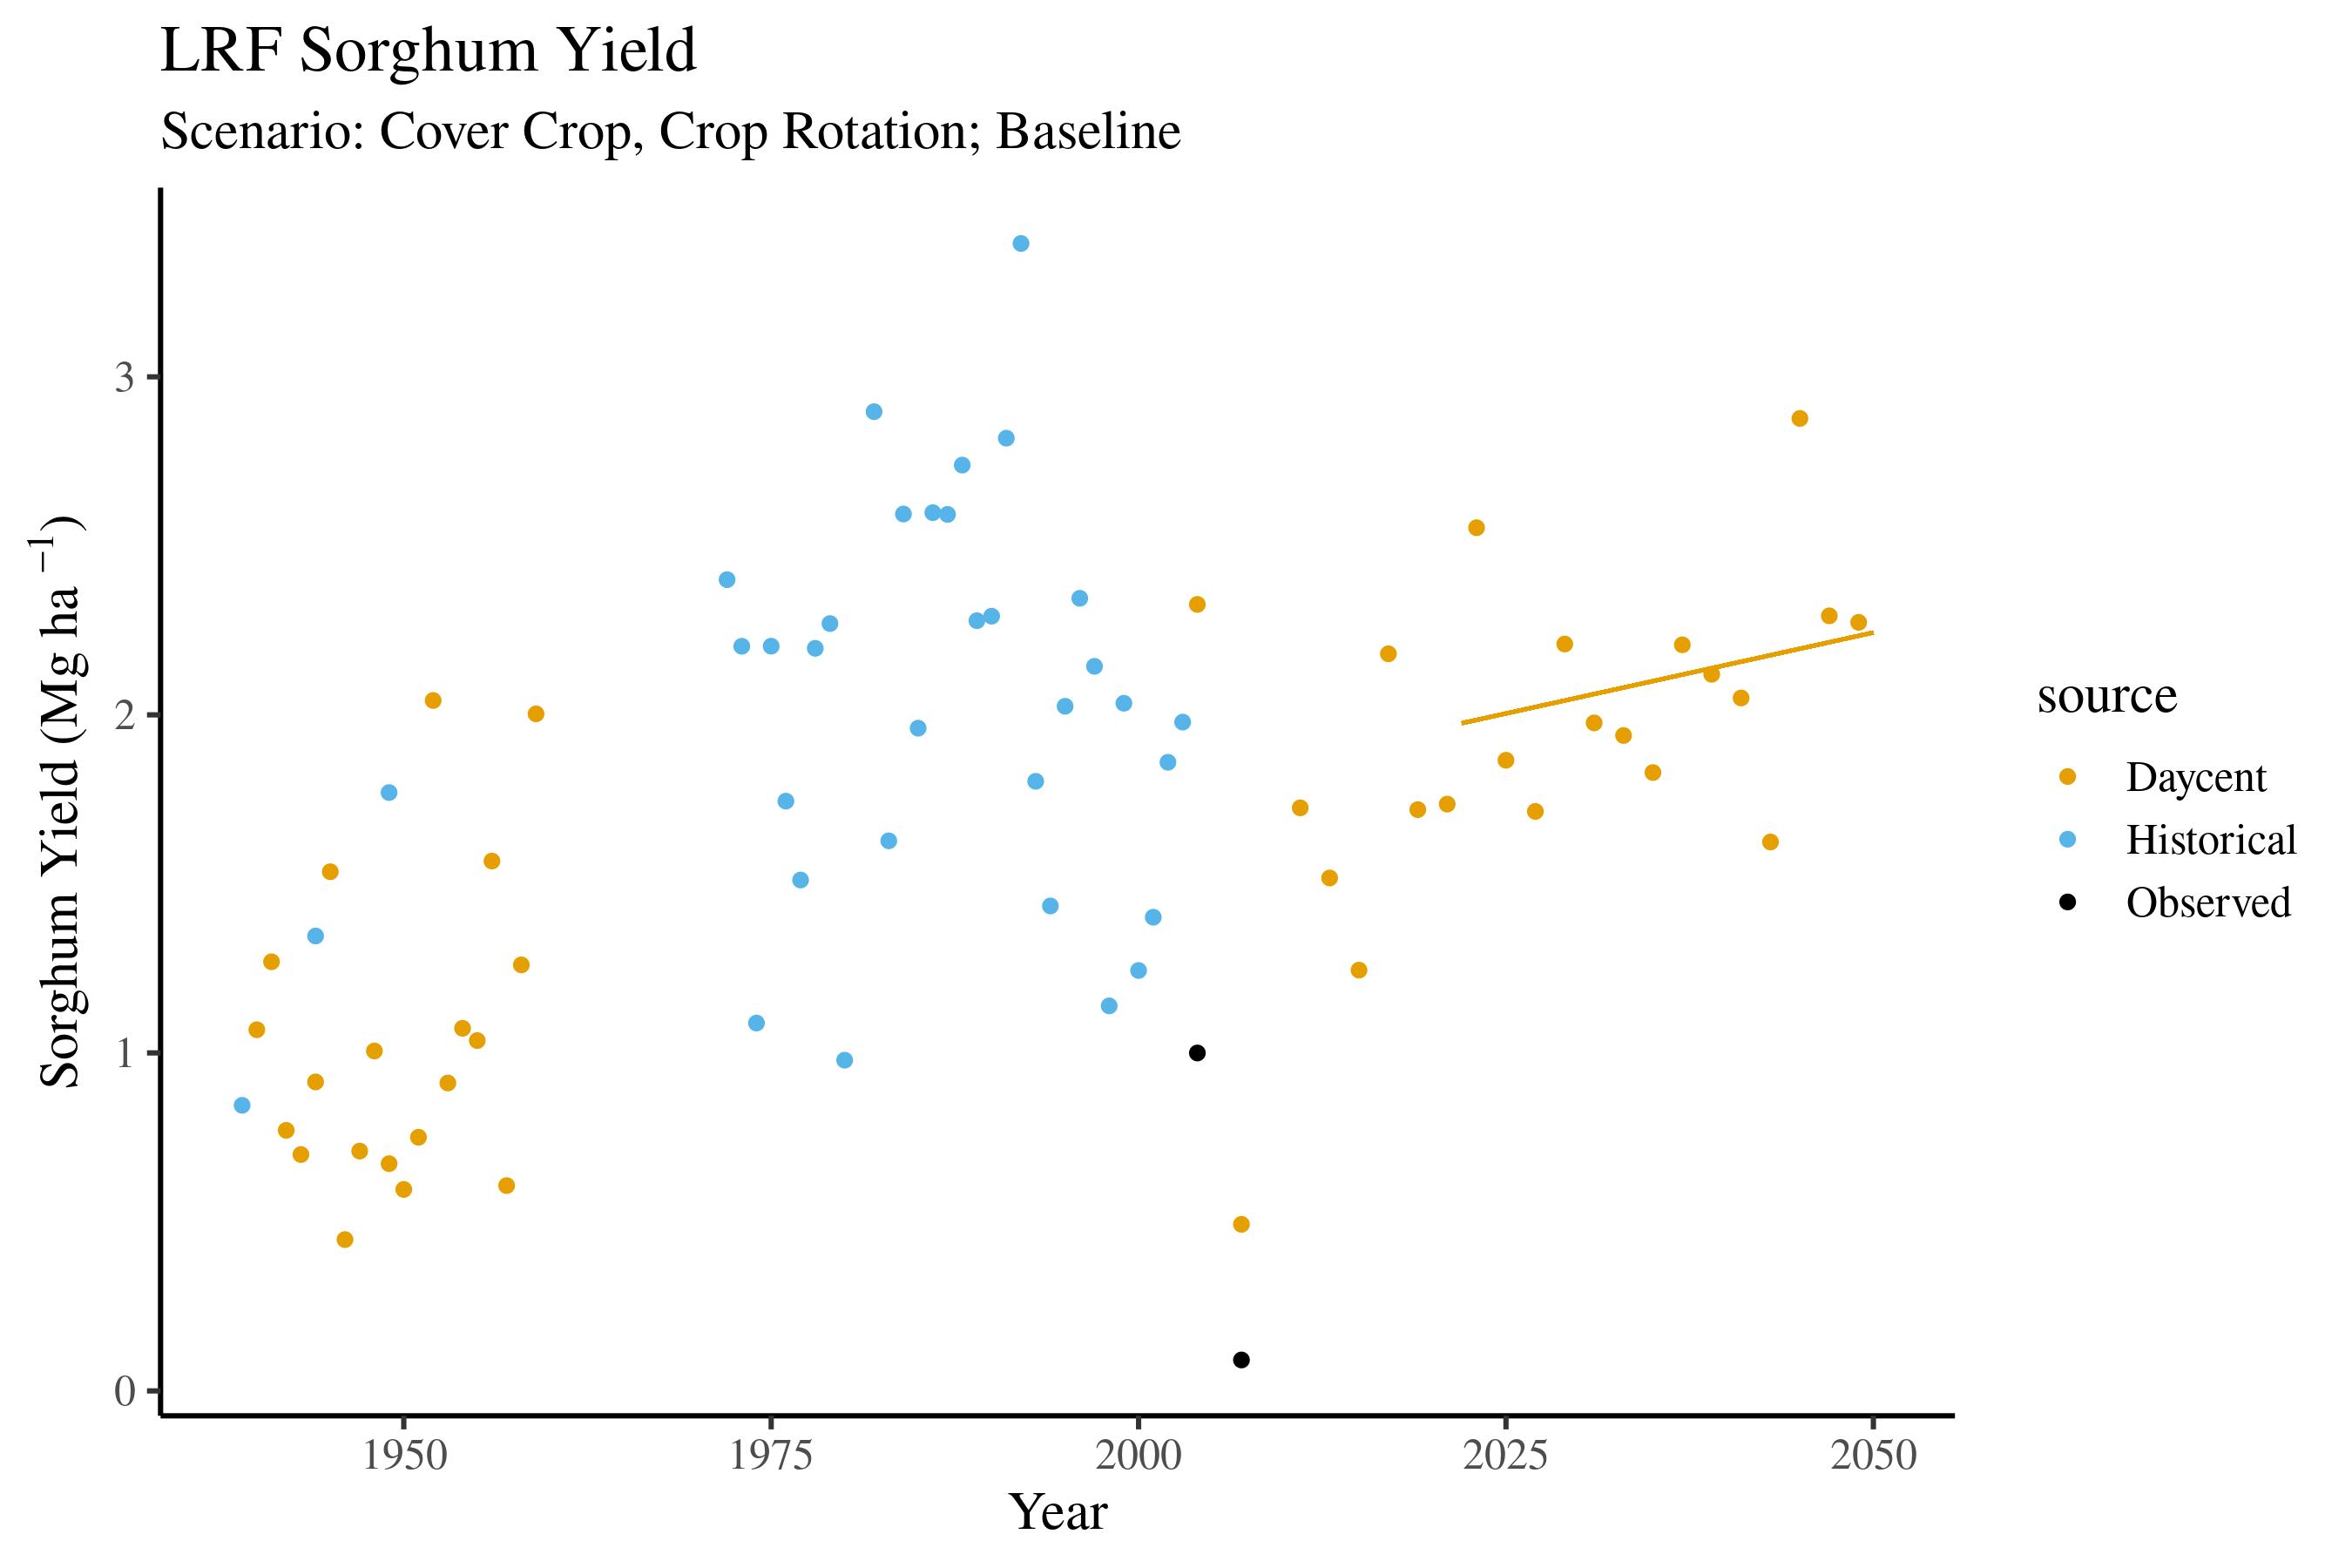 LRF Sorghum Yield
Scenario: Cover Crop, Crop Rotation; Baseline
Sorghum Yield (Mg ha −1)
3
2
1
0
1950 1975 2000 2025 2050
Year
source
Daycent
Historical
Observed